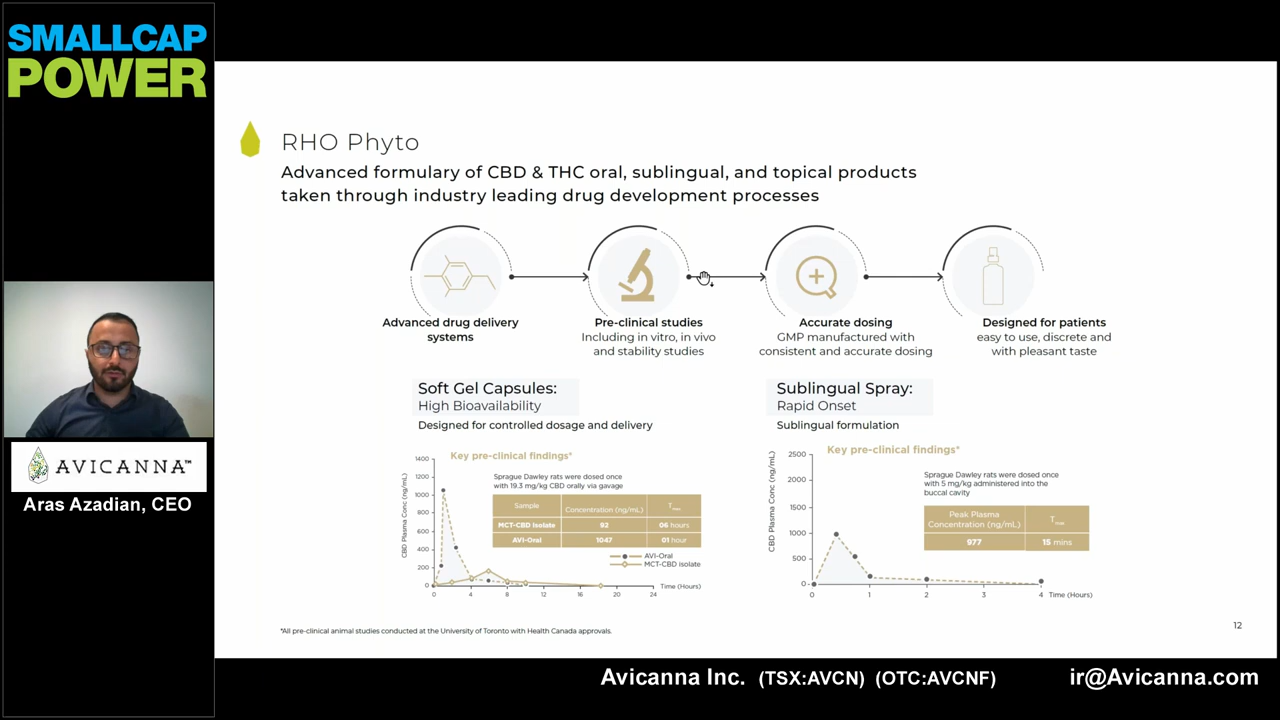 SMALLCAP
POWER
RHO Phyto
Advanced formulary of CBD & THC oral, sublingual, and topical products
taken through industry leading drug development processes
Advanced drug delivery
systems
Pre-clinical studies
Including in vitro, in vivo
and stability studies
Accurate dosing
GMP manufactured with
consistent and accurate dosing
Designed for patients
easy to use, discrete and
with pleasant taste
Soft Gel Capsules:
High Bioavailability
Designed for controlled dosage and delivery
Key pre-clinical findings*
Sprague Dawley rats were dosed once
with 19.3 mg/kg CBD orally via gavage
Sample Concentration (ng/mL) Tmax
MCT-CBD Isolate 92 06 hours
AVI-Oral 1047 01 hour
AVI-Oral
MCT-CBD isolate
CBD Plasma Conc (ng/mL)
1400
1200
1000
800
600
400
200
0
0 4 8 12 16 20 24 Time (Hours)
Sublingual Spray:
Rapid Onset
Sublingual formulation
Key pre-clinical findings*
Sprague Dawley rats were dosed once
with 5 mg/kg administered into the
buccal cavity
Peak Plasma
Concentration (ng/mL) Tmax
977 15 mins
CBD Plasma Conc (ng/mL)
2500
2000
1500
1000
500
0
0 1 2 3 4 Time (Hours)
*All pre-clinical animal studies conducted at the University of Toronto with Health Canada approvals.
12
AVICANNA™
Aras Azadian, CEO
Avicanna Inc. (TSX:AVCN) (OTC:AVCNF) ir@Avicanna.com